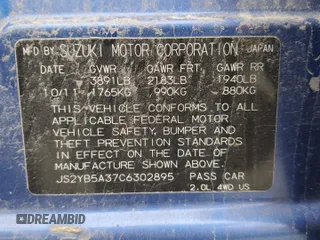 MFD BY SUZUKI MOTOR CORPORATION JAPAN
DATE GVWR GAWR FRT GAWR RR
3891LB 2183LB 1940LB
10/11 1765KG 990KG 880KG
THIS VEHICLE CONFORMS TO ALL
APPLICABLE FEDERAL MOTOR
VEHICLE SAFETY, BUMPER AND
THEFT PREVENTION STANDARDS
IN EFFECT ON THE DATE OF
MANUFACTURE SHOWN ABOVE.
JS2YB5A37C6302895 PASS CAR
2.0L 4WD US
DREAMBID